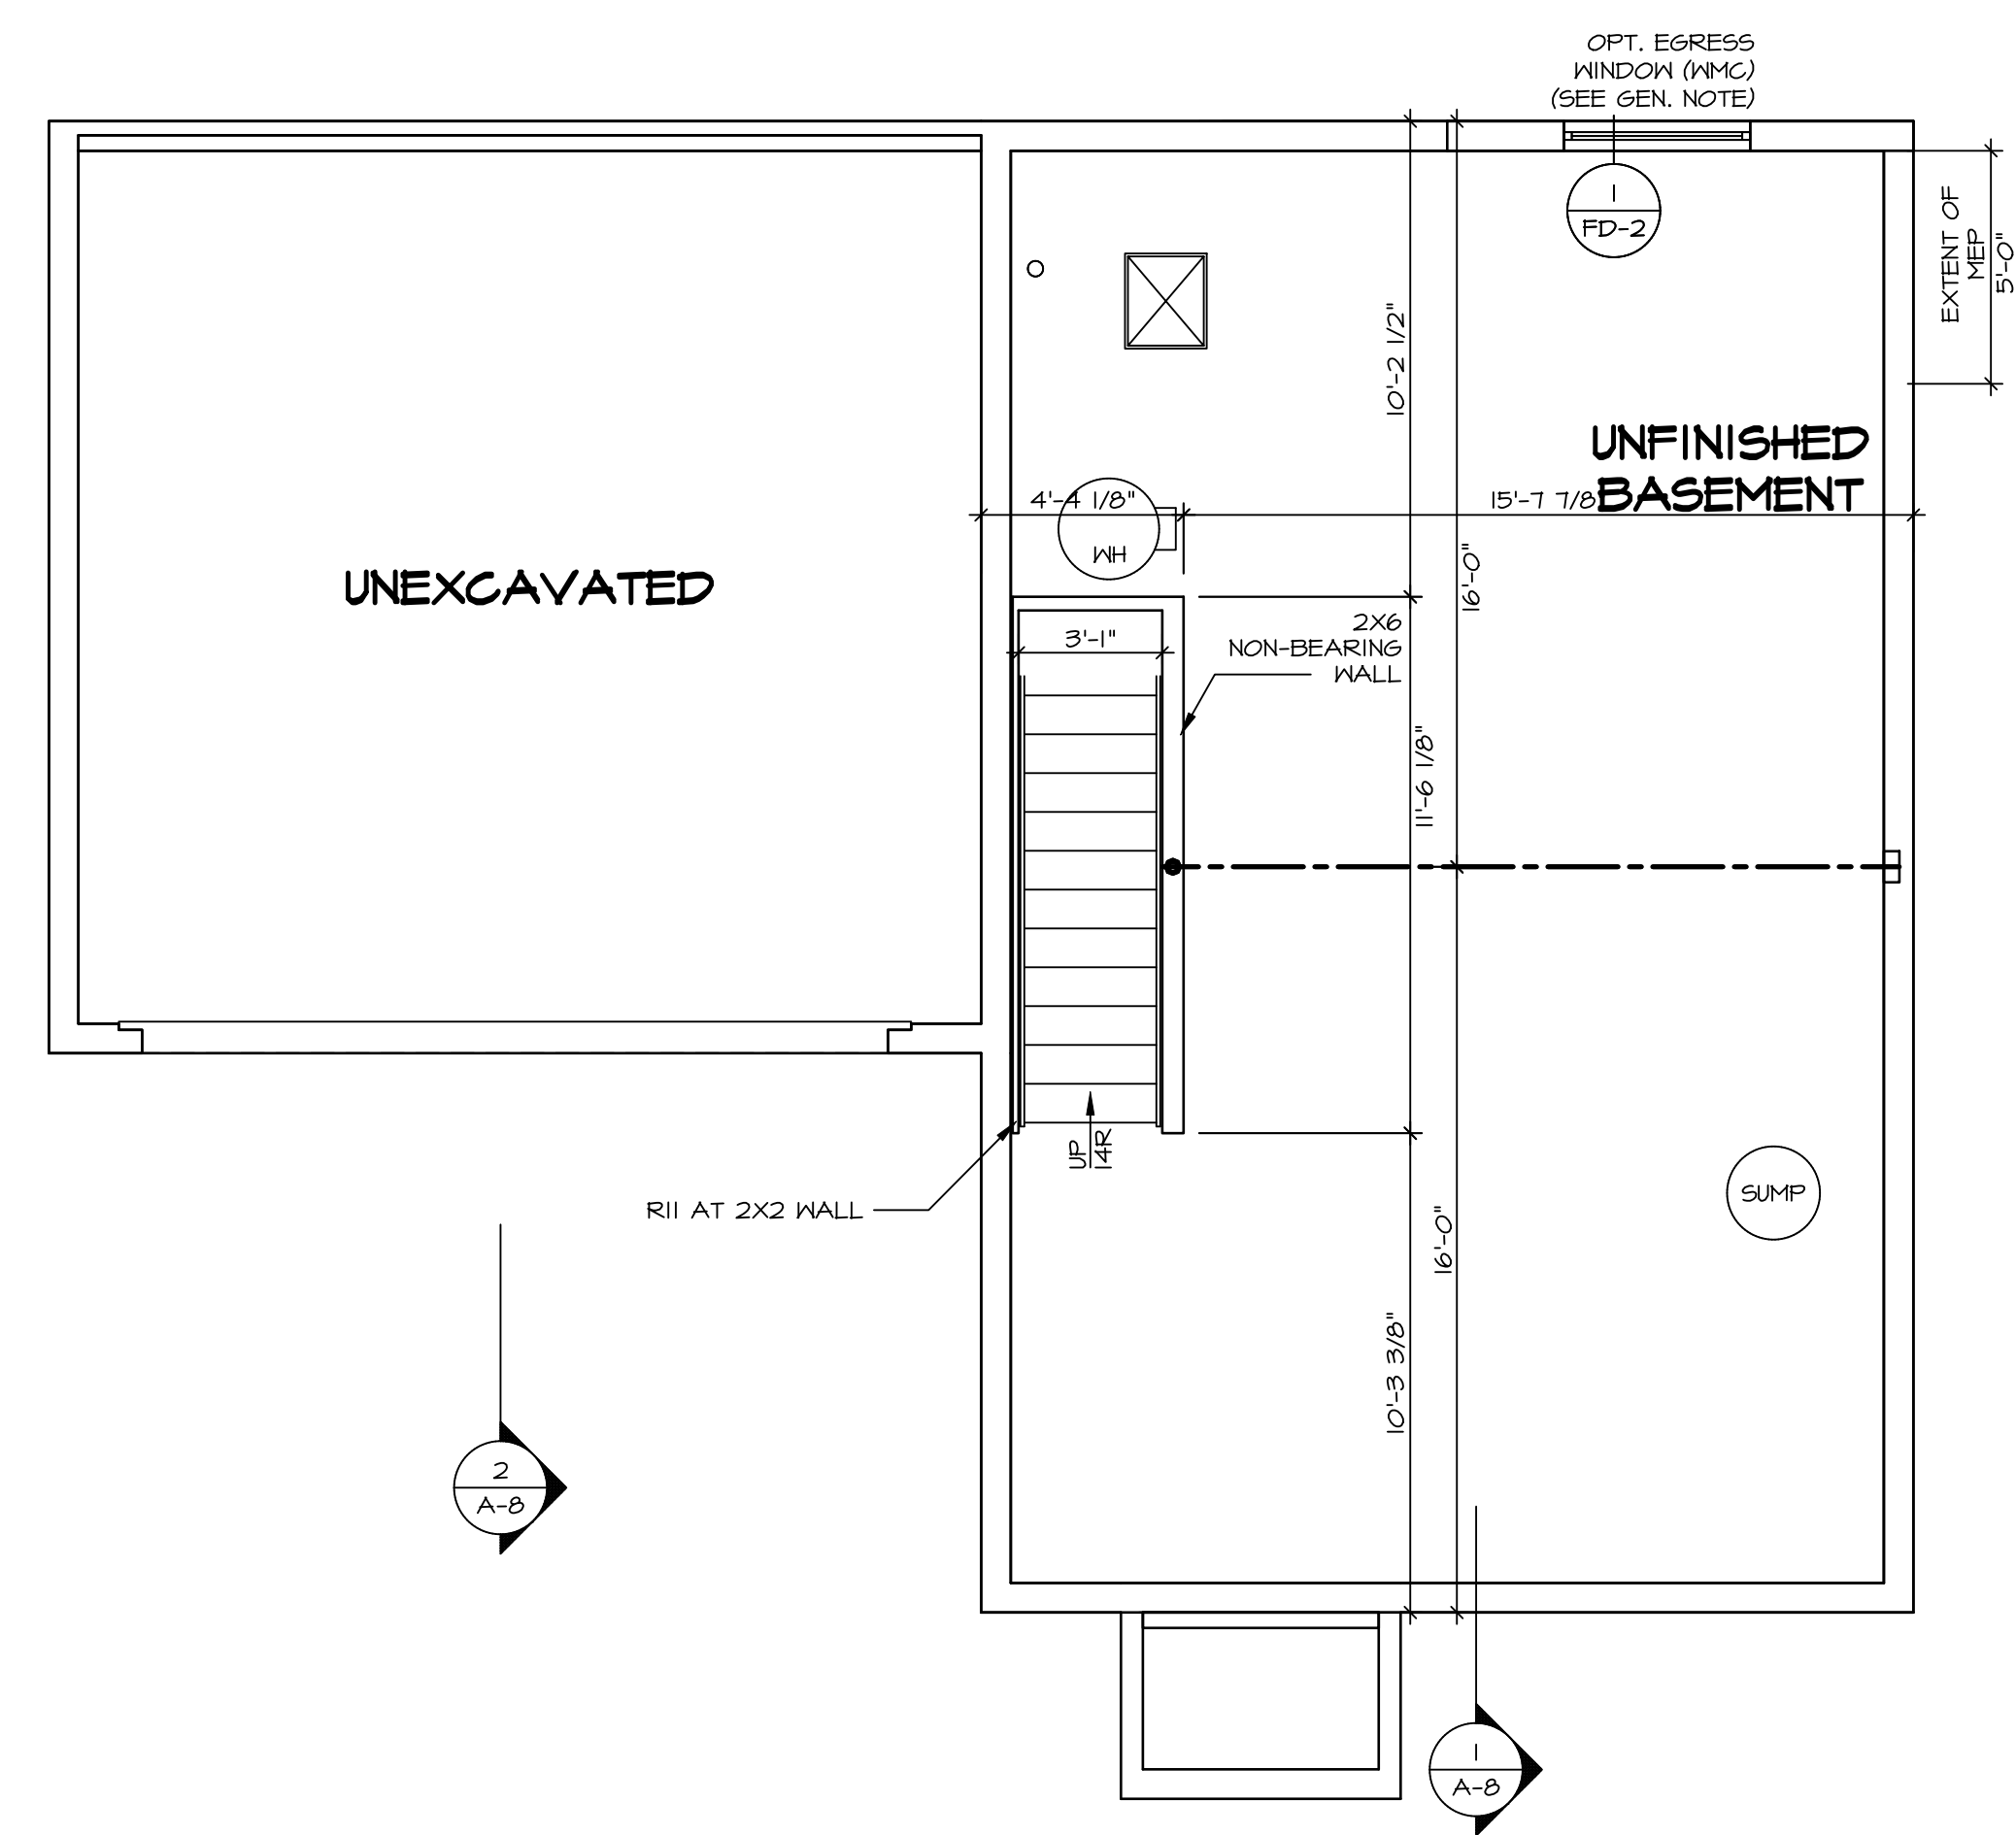 OPT. EGRESS
WINDOW (WMC)
(SEE GEN. NOTE)
1
FD-2
EXTENT OF
MEP
5'-0"
10'-2 1/2"
UNFINISHED
BASEMENT
4'-4 1/8"
15'-7 7/8
WH
16'-0"
UNEXCAVATED
2X6
NON-BEARING
WALL
3'-1"
11'-6 1/8"
UP
14R
R11 AT 2X2 WALL
SUMP
16'-0"
10'-3 3/8"
2
A-8
1
A-8